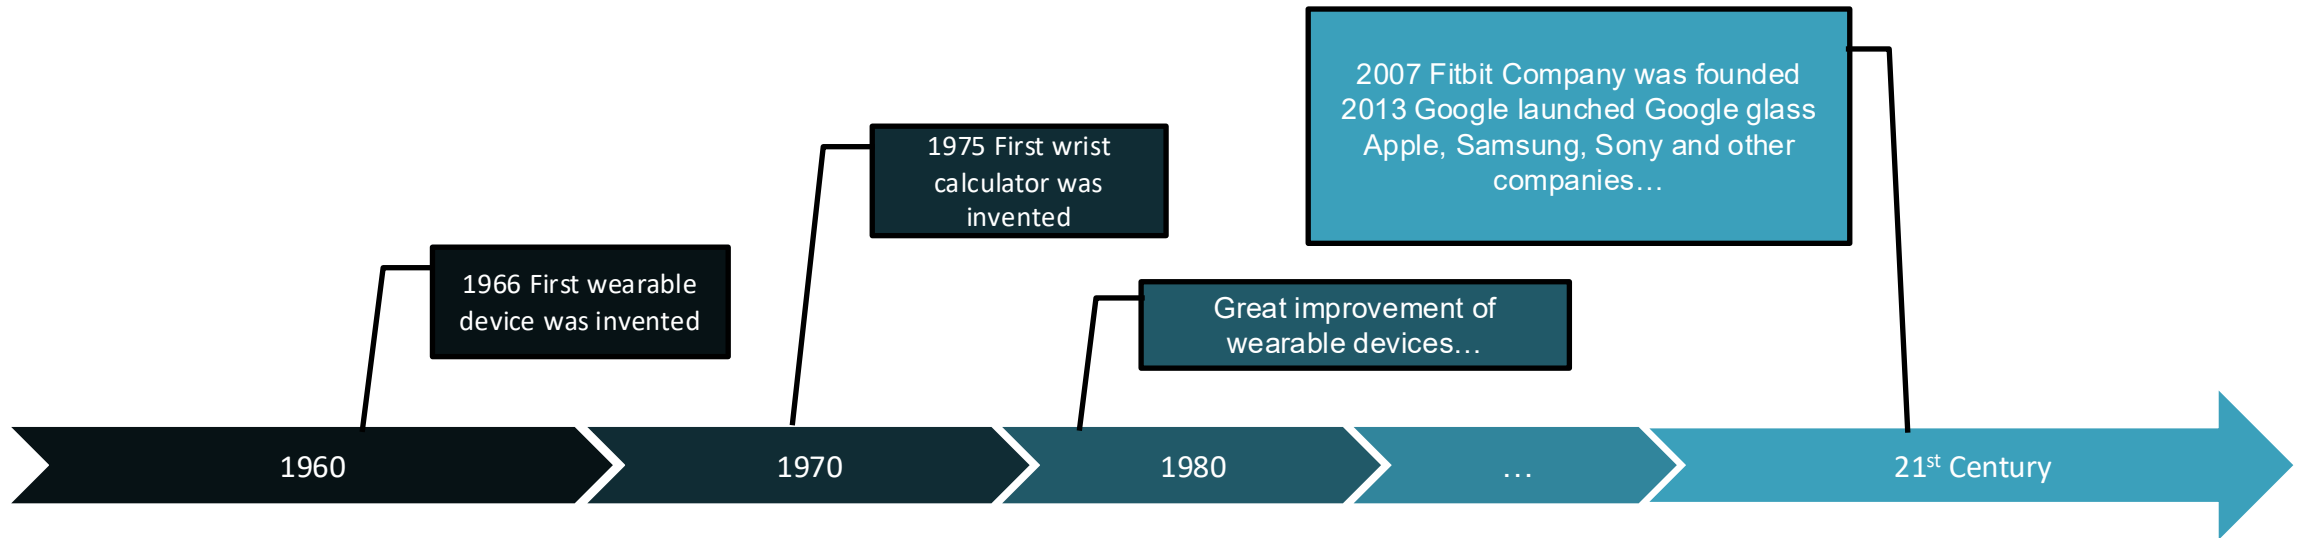 2007 Fitbit Company was founded
2013 Google launched Google glass
Apple, Samsung, Sony and other
companies…
1975 First wrist
calculator was
invented
1966 First wearable
device was invented
Great improvement of
wearable devices…
1960
1970
1980
…
21st Century